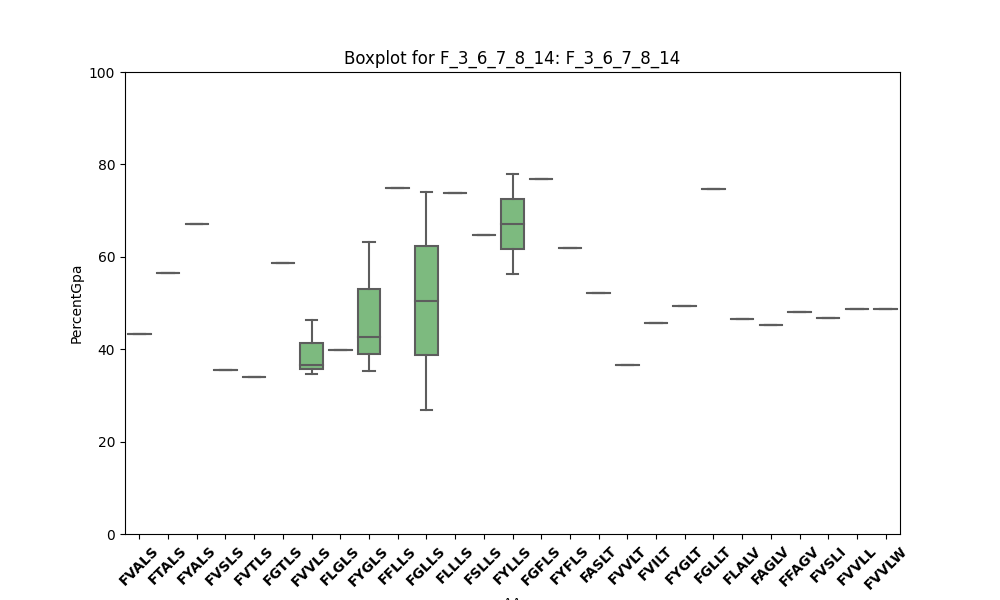 Boxplot for F_3_6_7_8_14: F_3_6_7_8_14
PercentGpa
100
80
60
40
20
0
FVALS
FTALS
FYALS
FVSLS
FVTLS
FGTLS
FVVLS
FLGLS
FYGLS
FFLLS
FGLLS
FLLLS
FSLLS
FYLLS
FGFLS
FYFLS
FASLT
FVVLT
FVILT
FYGLT
FGLLT
FLALV
FAGLV
FFAGV
FVSLI
FVVLL
FVVLW